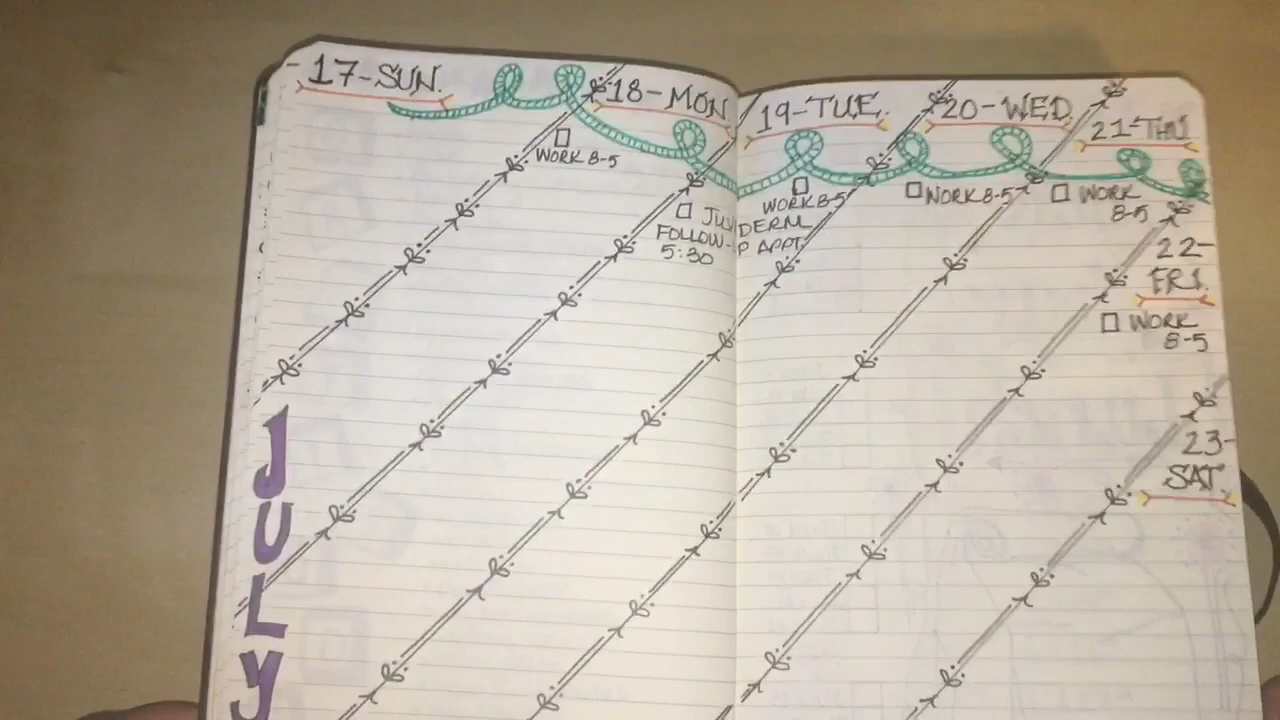 17-SUN.
18-MON.
WORK 8-5
19-TUE.
WORK 8-5
DERM
FOLLOW-P APPT.
5:30
20-WED.
WORK 8-5
21-THU
WORK
8-5
22-
FRI.
WORK
8-5
23-
SAT
JULY